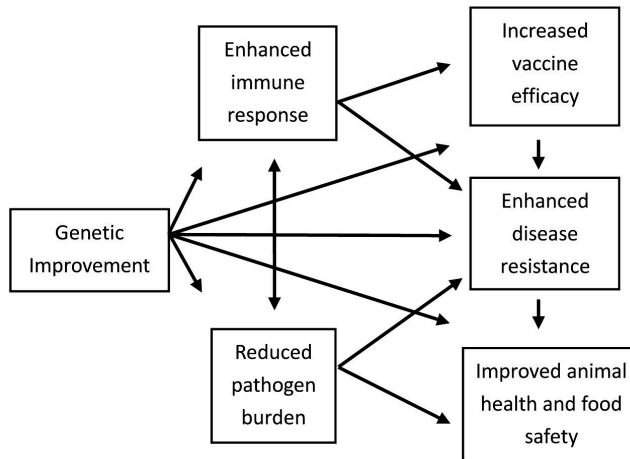 Enhanced
immune
response
Increased
vaccine
efficacy
Genetic
Improvement
Enhanced
disease
resistance
Reduced
pathogen
burden
Improved animal
health and food
safety